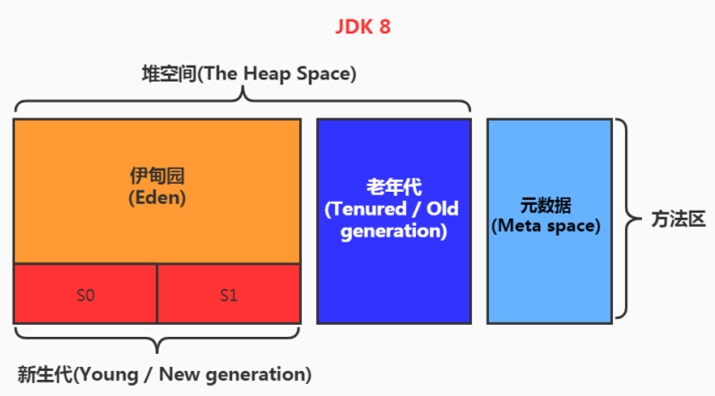 JDK 8
堆空间(The Heap Space)
伊甸园
(Eden)
老年代
(Tenured / Old
generation)
元数据
(Meta space)
方法区
S0
S1
新生代(Young / New generation)